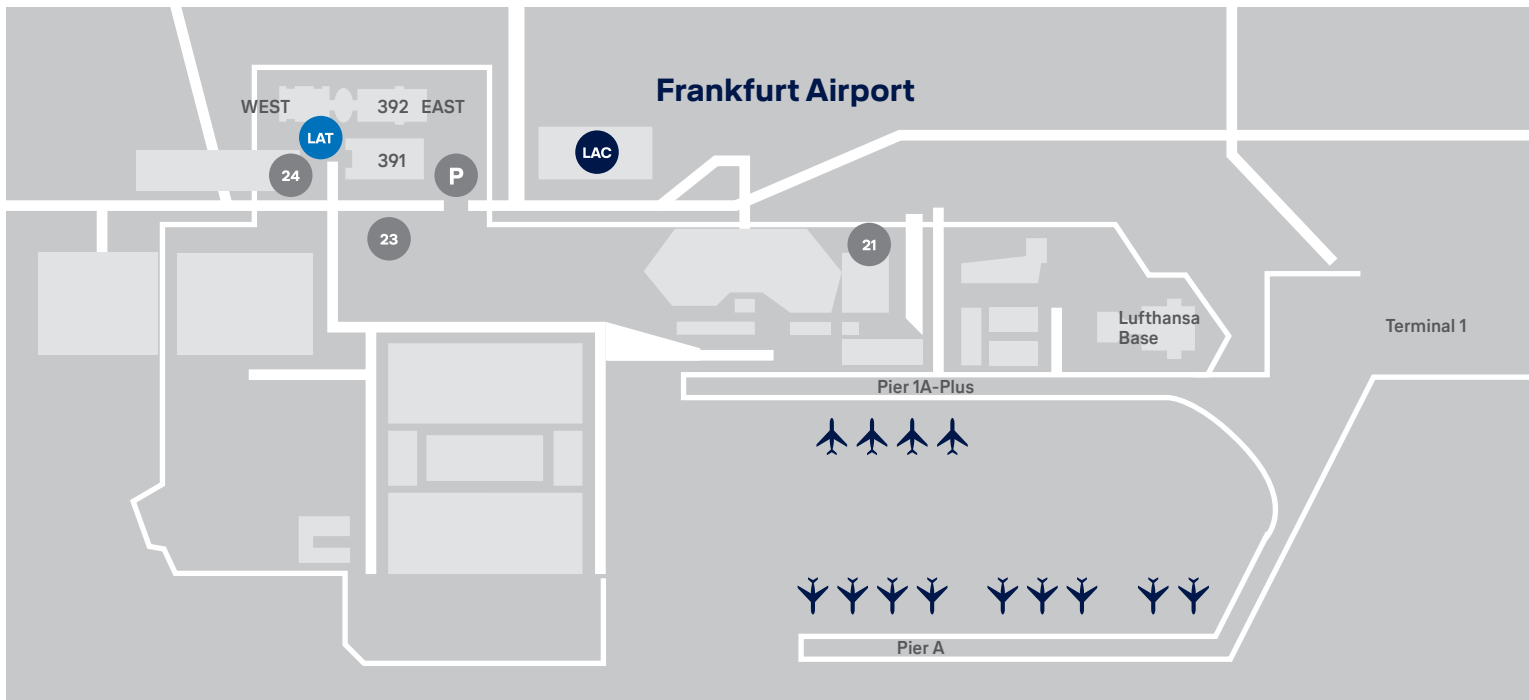 Frankfurt Airport
WEST
392 EAST
LAT
391
LAC
24
P
23
21
Lufthansa
Base
Terminal 1
Pier 1A-Plus
Pier A